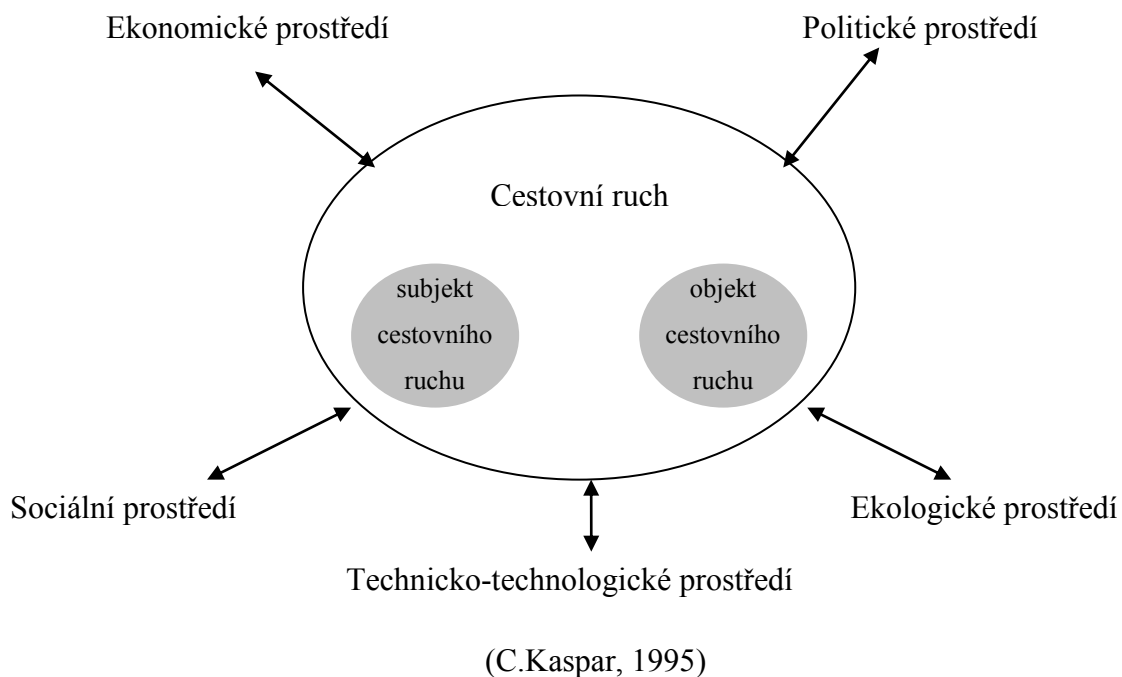 Ekonomické prostředí
Politické prostředí
Cestovní ruch
subjekt
cestovního
ruchu
objekt
cestovního
ruchu
Sociální prostředí
Ekologické prostředí
Technicko-technologické prostředí
(C.Kaspar, 1995)